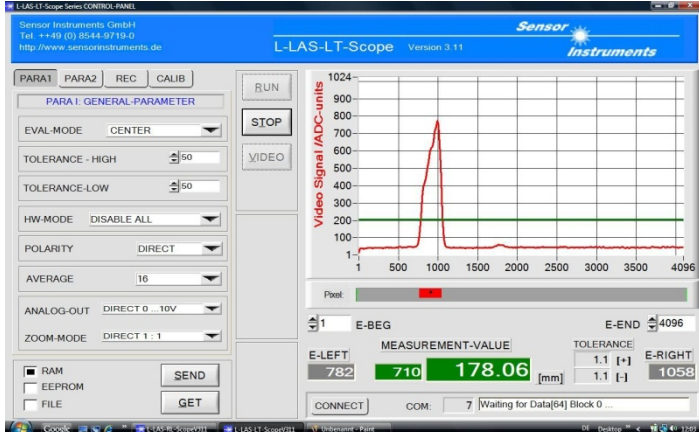 L-LAS-LT-Scope Series CONTROL-PANEL
Sensor Instruments GmbH
Tel. ++49 (0) 8544-9719-0
http://www.sensorinstruments.de
L-LAS-LT-Scope Version 3.11
Sensor
Instruments
PARA1 PARA2 REC CALIB
PARA I: GENERAL-PARAMETER
EVAL-MODE CENTER
TOLERANCE - HIGH 50
TOLERANCE-LOW 50
HW-MODE DISABLE ALL
POLARITY DIRECT
AVERAGE 16
ANALOG-OUT DIRECT 0 ...10V
ZOOM-MODE DIRECT 1 : 1
RAM
EEPROM
FILE
SEND
GET
RUN
STOP
VIDEO
Video Signal /ADC-units
1024
900
800
700
600
500
400
300
200
100
1
1 500 1000 1500 2000 2500 3000 3500 4096
Pixel:
1 E-BEG E-END 4096
MEASUREMENT-VALUE TOLERANCE
E-LEFT E-RIGHT
782 710 178.06 [mm] 1.1 [+] 1058
1.1 [-]
CONNECT COM: 7 Waiting for Data[64] Block 0 ...
Google L-LAS-RL-ScopeV311 L-LAS-LT-ScopeV311 Unbenannt - Paint DE Desktop 12:01